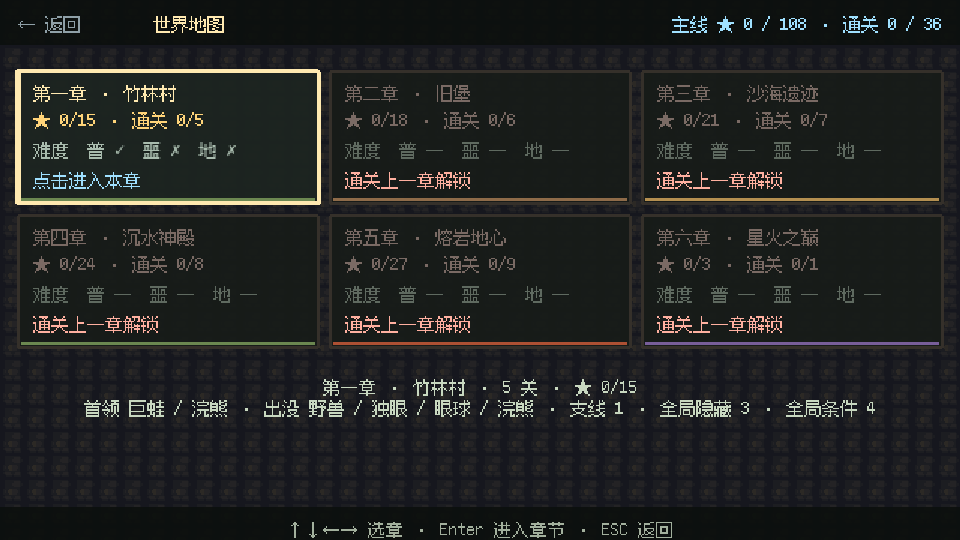 ← 返回 世界地图 主线 ★ 0 / 108 · 通关 0 / 36
第一章 · 竹林村
★ 0/15 · 通关 0/5
难度 普 ✓ 噩 ✗ 地 ✗
点击进入本章
第二章 · 旧堡
★ 0/18 · 通关 0/6
难度 普 — 噩 — 地 —
通关上一章解锁
第三章 · 沙海遗迹
★ 0/21 · 通关 0/7
难度 普 — 噩 — 地 —
通关上一章解锁
第四章 · 沉水神殿
★ 0/24 · 通关 0/8
难度 普 — 噩 — 地 —
通关上一章解锁
第五章 · 熔岩地心
★ 0/27 · 通关 0/9
难度 普 — 噩 — 地 —
通关上一章解锁
第六章 · 星火之巅
★ 0/3 · 通关 0/1
难度 普 — 噩 — 地 —
通关上一章解锁
第一章 · 竹林村 · 5 关 · ★ 0/15
首领 巨蛙 / 浣熊 · 出没 野兽 / 独眼 / 眼球 / 浣熊 · 支线 1 · 全局隐藏 3 · 全局条件 4
↑↓←→ 选章 · Enter 进入章节 · ESC 返回